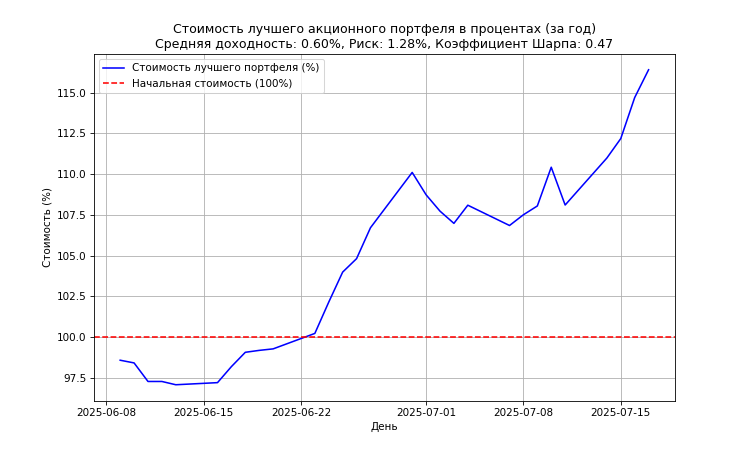 Стоимость лучшего акционного портфеля в процентах (за год)
Средняя доходность: 0.60%, Риск: 1.28%, Коэффициент Шарпа: 0.47
Стоимость лучшего портфеля (%)
Начальная стоимость (100%)
Стоимость (%)
115.0
112.5
110.0
107.5
105.0
102.5
100.0
97.5
2025-06-08
2025-06-15
2025-06-22
2025-07-01
2025-07-08
2025-07-15
День